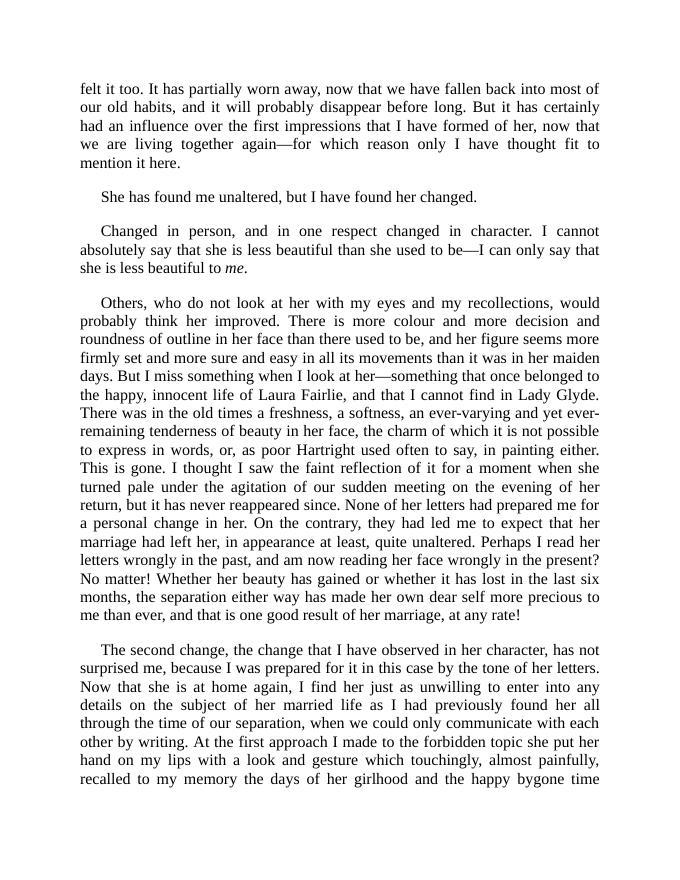 felt it too. It has partially worn away, now that we have fallen back into most of
our old habits, and it will probably disappear before long. But it has certainly
had an influence over the first impressions that I have formed of her, now that
we are living together again—for which reason only I have thought fit to
mention it here.
She has found me unaltered, but I have found her changed.
Changed in person, and in one respect changed in character. I cannot
absolutely say that she is less beautiful than she used to be—I can only say that
she is less beautiful to me.
Others, who do not look at her with my eyes and my recollections, would
probably think her improved. There is more colour and more decision and
roundness of outline in her face than there used to be, and her figure seems more
firmly set and more sure and easy in all its movements than it was in her maiden
days. But I miss something when I look at her—something that once belonged to
the happy, innocent life of Laura Fairlie, and that I cannot find in Lady Glyde.
There was in the old times a freshness, a softness, an ever-varying and yet ever-
remaining tenderness of beauty in her face, the charm of which it is not possible
to express in words, or, as poor Hartright used often to say, in painting either.
This is gone. I thought I saw the faint reflection of it for a moment when she
turned pale under the agitation of our sudden meeting on the evening of her
return, but it has never reappeared since. None of her letters had prepared me for
a personal change in her. On the contrary, they had led me to expect that her
marriage had left her, in appearance at least, quite unaltered. Perhaps I read her
letters wrongly in the past, and am now reading her face wrongly in the present?
No matter! Whether her beauty has gained or whether it has lost in the last six
months, the separation either way has made her own dear self more precious to
me than ever, and that is one good result of her marriage, at any rate!
The second change, the change that I have observed in her character, has not
surprised me, because I was prepared for it in this case by the tone of her letters.
Now that she is at home again, I find her just as unwilling to enter into any
details on the subject of her married life as I had previously found her all
through the time of our separation, when we could only communicate with each
other by writing. At the first approach I made to the forbidden topic she put her
hand on my lips with a look and gesture which touchingly, almost painfully,
recalled to my memory the days of her girlhood and the happy bygone time